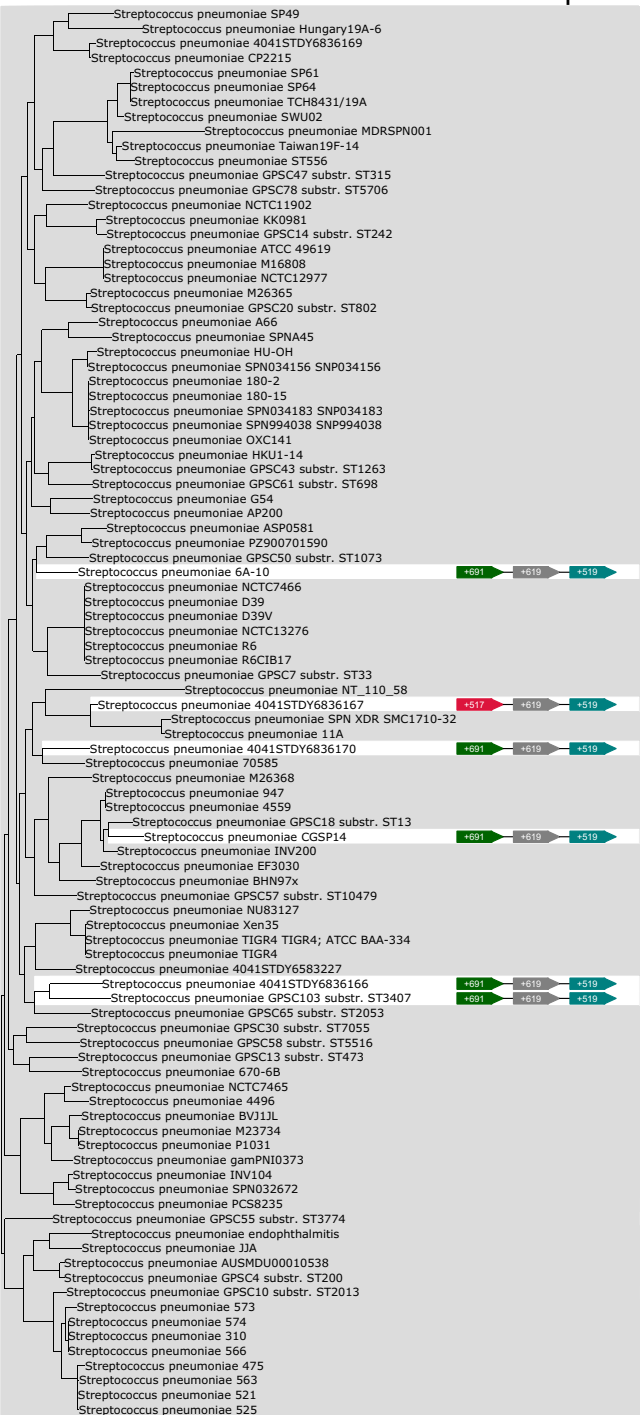 Streptococcus pneumoniae SP49
Streptococcus pneumoniae Hungary19A-6
Streptococcus pneumoniae 4041STDY6836169
Streptococcus pneumoniae CP2215
Streptococcus pneumoniae SP61
Streptococcus pneumoniae SP64
Streptococcus pneumoniae TCH8431/19A
Streptococcus pneumoniae SWU02
Streptococcus pneumoniae MDRSPN001
Streptococcus pneumoniae Taiwan19F-14
Streptococcus pneumoniae ST556
Streptococcus pneumoniae GPSC47 substr. ST315
Streptococcus pneumoniae GPSC78 substr. ST5706
Streptococcus pneumoniae NCTC11902
Streptococcus pneumoniae KK0981
Streptococcus pneumoniae GPSC14 substr. ST242
Streptococcus pneumoniae ATCC 49619
Streptococcus pneumoniae M16808
Streptococcus pneumoniae NCTC12977
Streptococcus pneumoniae M26365
Streptococcus pneumoniae GPSC20 substr. ST802
Streptococcus pneumoniae A66
Streptococcus pneumoniae SPNA45
Streptococcus pneumoniae HU-OH
Streptococcus pneumoniae SPN034156 SNP034156
Streptococcus pneumoniae 180-2
Streptococcus pneumoniae 180-15
Streptococcus pneumoniae SPN034183 SNP034183
Streptococcus pneumoniae SPN994038 SNP994038
Streptococcus pneumoniae OXC141
Streptococcus pneumoniae HKU1-14
Streptococcus pneumoniae GPSC43 substr. ST1263
Streptococcus pneumoniae GPSC61 substr. ST698
Streptococcus pneumoniae G54
Streptococcus pneumoniae AP200
Streptococcus pneumoniae ASP0581
Streptococcus pneumoniae PZ900701590
Streptococcus pneumoniae GPSC50 substr. ST1073
Streptococcus pneumoniae 6A-10 +691 +619 +519
Streptococcus pneumoniae NCTC7466
Streptococcus pneumoniae D39
Streptococcus pneumoniae D39V
Streptococcus pneumoniae NCTC13276
Streptococcus pneumoniae R6
Streptococcus pneumoniae R6CIB17
Streptococcus pneumoniae GPSC7 substr. ST33
Streptococcus pneumoniae NT_110_58
Streptococcus pneumoniae 4041STDY6836167 +517 +619 +519
Streptococcus pneumoniae SPN XDR SMC1710-32
Streptococcus pneumoniae 11A
Streptococcus pneumoniae 4041STDY6836170 +691 +619 +519
Streptococcus pneumoniae 70585
Streptococcus pneumoniae M26368
Streptococcus pneumoniae 947
Streptococcus pneumoniae 4559
Streptococcus pneumoniae GPSC18 substr. ST13
Streptococcus pneumoniae CGSP14 +691 +619 +519
Streptococcus pneumoniae INV200
Streptococcus pneumoniae EF3030
Streptococcus pneumoniae BHN97x
Streptococcus pneumoniae GPSC57 substr. ST10479
Streptococcus pneumoniae NU83127
Streptococcus pneumoniae Xen35
Streptococcus pneumoniae TIGR4 TIGR4; ATCC BAA-334
Streptococcus pneumoniae TIGR4
Streptococcus pneumoniae 4041STDY6583227
Streptococcus pneumoniae 4041STDY6836166 +691 +619 +519
Streptococcus pneumoniae GPSC103 substr. ST3407 +691 +619 +519
Streptococcus pneumoniae GPSC65 substr. ST2053
Streptococcus pneumoniae GPSC30 substr. ST7055
Streptococcus pneumoniae GPSC58 substr. ST5516
Streptococcus pneumoniae GPSC13 substr. ST473
Streptococcus pneumoniae 670-6B
Streptococcus pneumoniae NCTC7465
Streptococcus pneumoniae 4496
Streptococcus pneumoniae BVJ1JL
Streptococcus pneumoniae M23734
Streptococcus pneumoniae P1031
Streptococcus pneumoniae gamPNI0373
Streptococcus pneumoniae INV104
Streptococcus pneumoniae SPN032672
Streptococcus pneumoniae PCS8235
Streptococcus pneumoniae GPSC55 substr. ST3774
Streptococcus pneumoniae endophthalmitis
Streptococcus pneumoniae JJA
Streptococcus pneumoniae AUSMDU00010538
Streptococcus pneumoniae GPSC4 substr. ST200
Streptococcus pneumoniae GPSC10 substr. ST2013
Streptococcus pneumoniae 573
Streptococcus pneumoniae 574
Streptococcus pneumoniae 310
Streptococcus pneumoniae 566
Streptococcus pneumoniae 475
Streptococcus pneumoniae 563
Streptococcus pneumoniae 521
Streptococcus pneumoniae 525